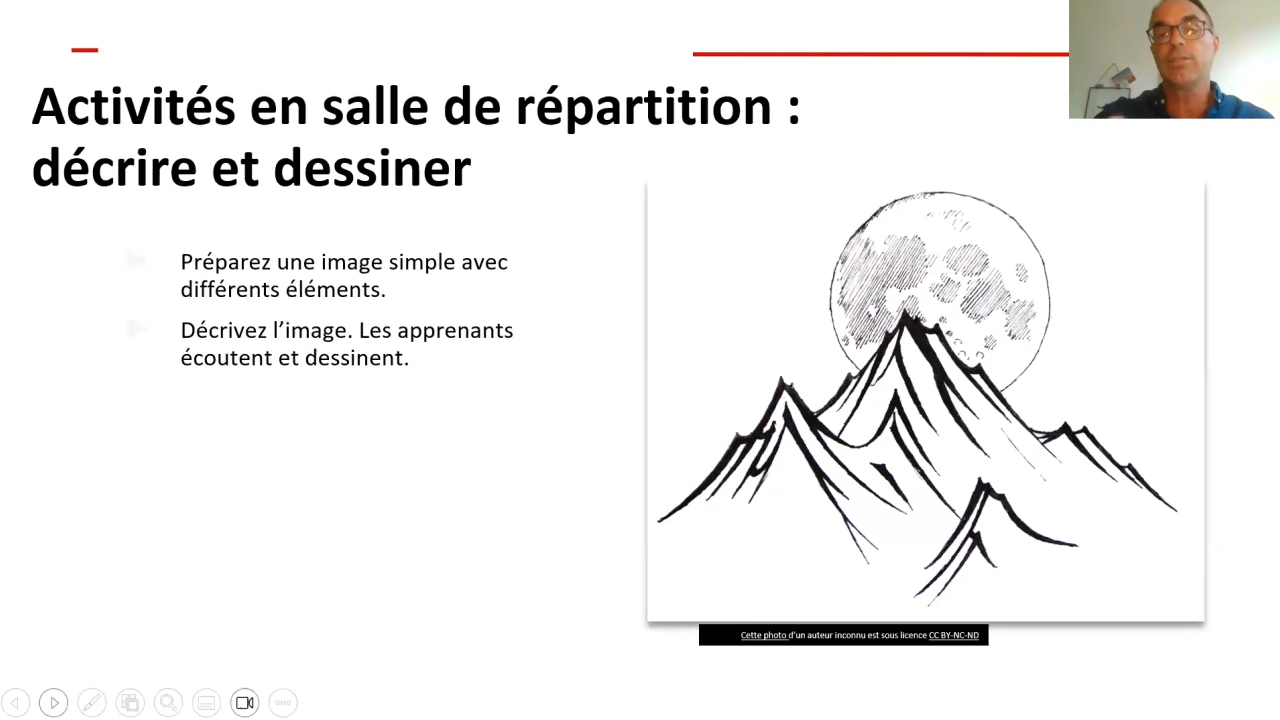 Activités en salle de répartition :
décrire et dessiner
Préparez une image simple avec
différents éléments.
Décrivez l’image. Les apprenants
écoutent et dessinent.
Cette photo d'un auteur inconnu est sous licence CC BY-NC-ND